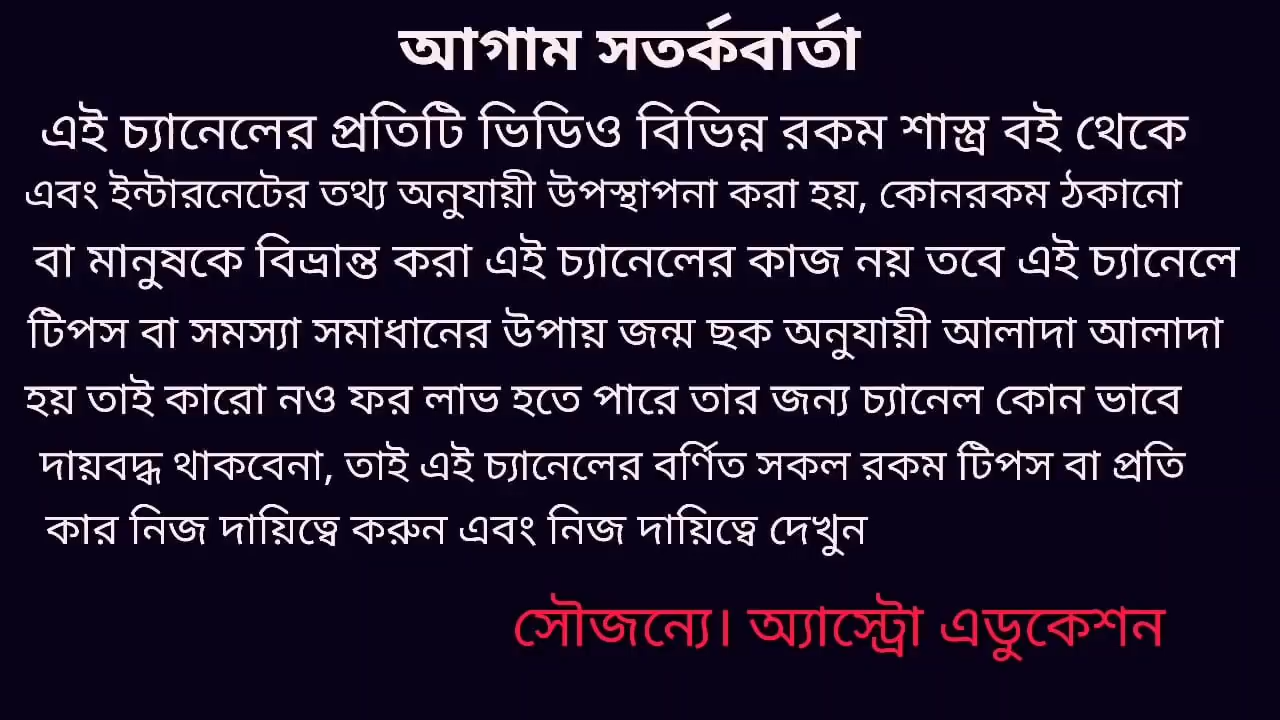 আগাম সতর্কবার্তা
এই চ্যানেলের প্রতিটি ভিডিও বিভিন্ন রকম শাস্ত্র বই থেকে
এবং ইন্টারনেটের তথ্য অনুযায়ী উপস্থাপনা করা হয়, কোনরকম ঠকানো
বা মানুষকে বিভ্রান্ত করা এই চ্যানেলের কাজ নয় তবে এই চ্যানেলে
টিপস বা সমস্যা সমাধানের উপায় জন্ম ছক অনুযায়ী আলাদা আলাদা
হয় তাই কারো নও ফর লাভ হতে পারে তার জন্য চ্যানেল কোন ভাবে
দায়বদ্ধ থাকবেনা, তাই এই চ্যানেলের বর্ণিত সকল রকম টিপস বা প্রতি
কার নিজ দায়িত্বে করুন এবং নিজ দায়িত্বে দেখুন
সৌজন্যে। অ্যাস্ট্রো এডুকেশন